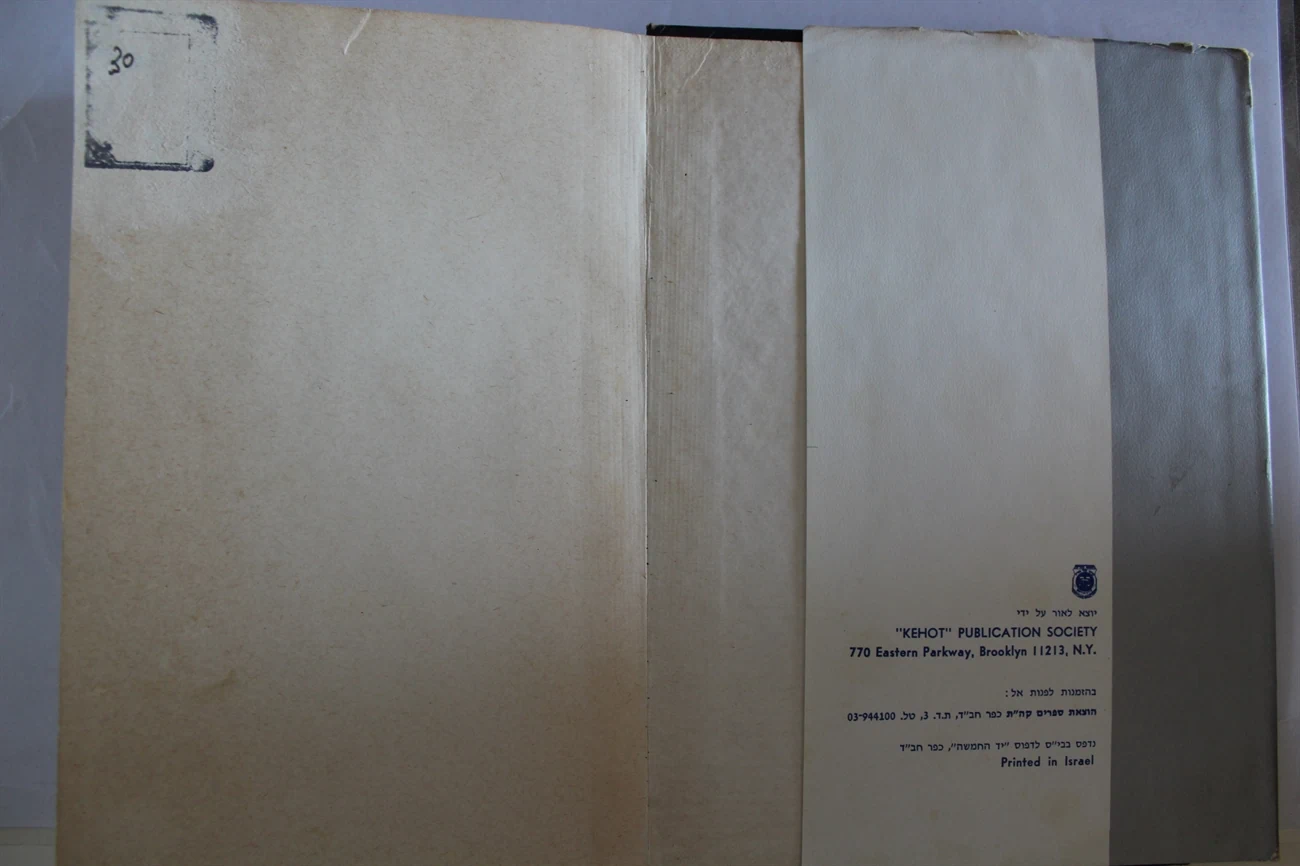 30
יוצא לאור על ידי
"KEHOT" PUBLICATION SOCIETY
770 Eastern Parkway, Brooklyn 11213, N.Y.
בהזמנות לפנות אל:
הוצאת ספרים קה"ת כפר חב"ד, ת.ד. 3, טל. 03-944100
נדפס בבי"ס לדפוס "יד החמשה", כפר חב"ד
Printed in Israel